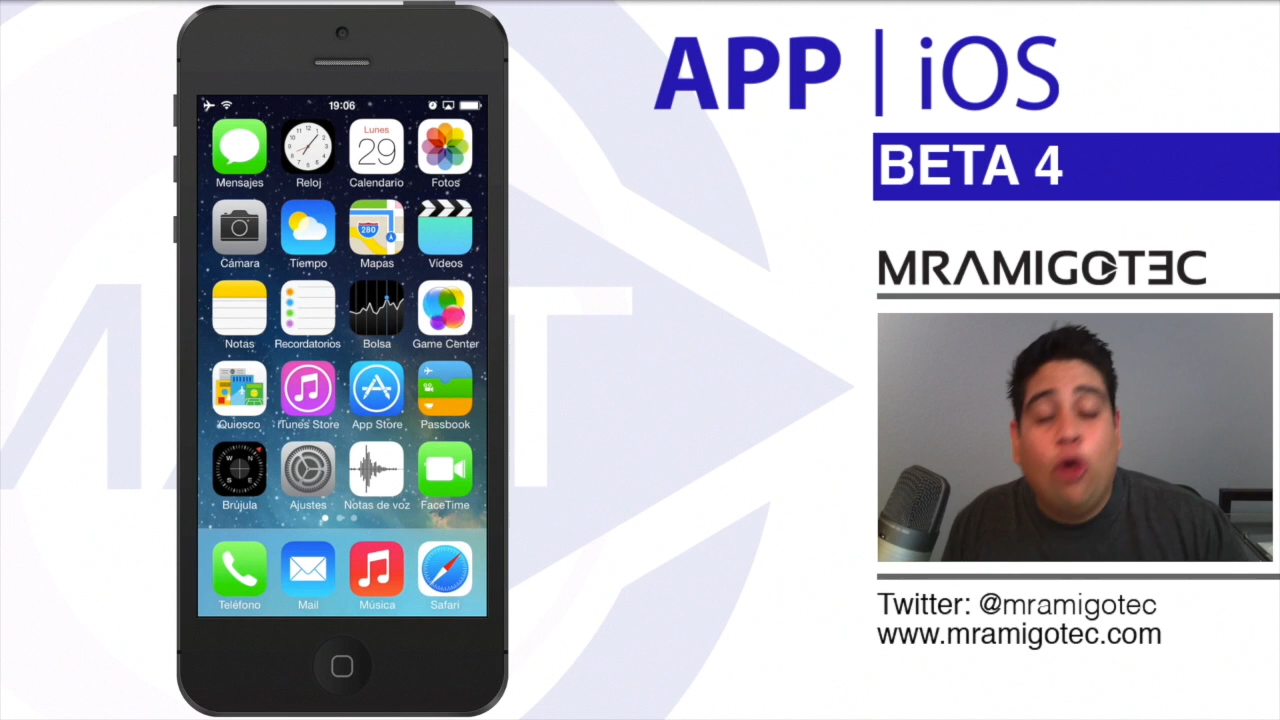 19:06
Lunes
29
280
Mensajes Reloj Calendario Fotos
Cámara Tiempo Mapas Vídeos
Notas Recordatorios Bolsa Game Center
Quiosco iTunes Store App Store Passbook
N
W E
S
Brújula Ajustes Notas de voz FaceTime
Teléfono Mail Música Safari
APP | iOS
BETA 4
MRAMIGOTEC
Twitter: @mramigotec
www.mramigotec.com